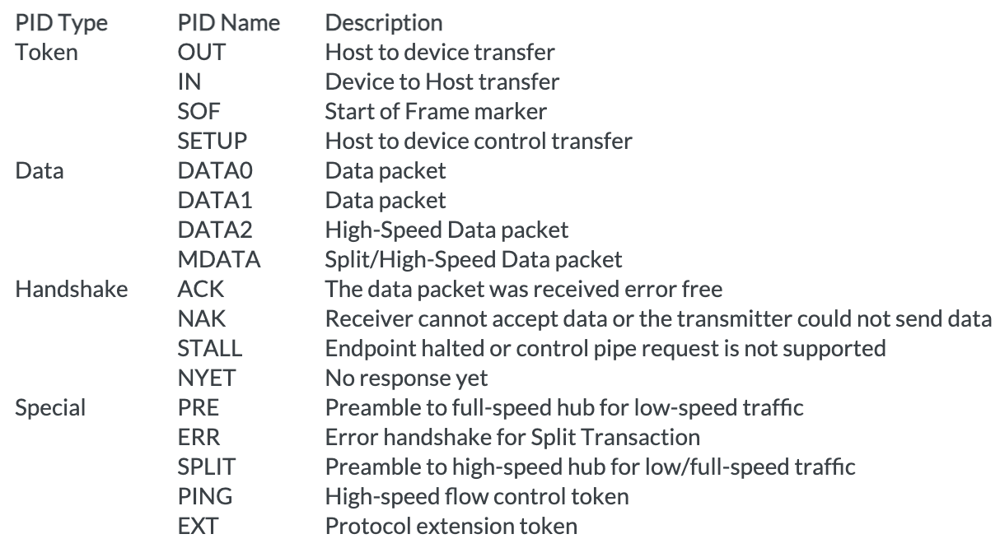 PID Type PID Name Description
Token OUT Host to device transfer
IN Device to Host transfer
SOF Start of Frame marker
SETUP Host to device control transfer
Data DATA0 Data packet
DATA1 Data packet
DATA2 High-Speed Data packet
MDATA Split/High-Speed Data packet
Handshake ACK The data packet was received error free
NAK Receiver cannot accept data or the transmitter could not send data
STALL Endpoint halted or control pipe request is not supported
NYET No response yet
Special PRE Preamble to full-speed hub for low-speed traffic
ERR Error handshake for Split Transaction
SPLIT Preamble to high-speed hub for low/full-speed traffic
PING High-speed flow control token
EXT Protocol extension token